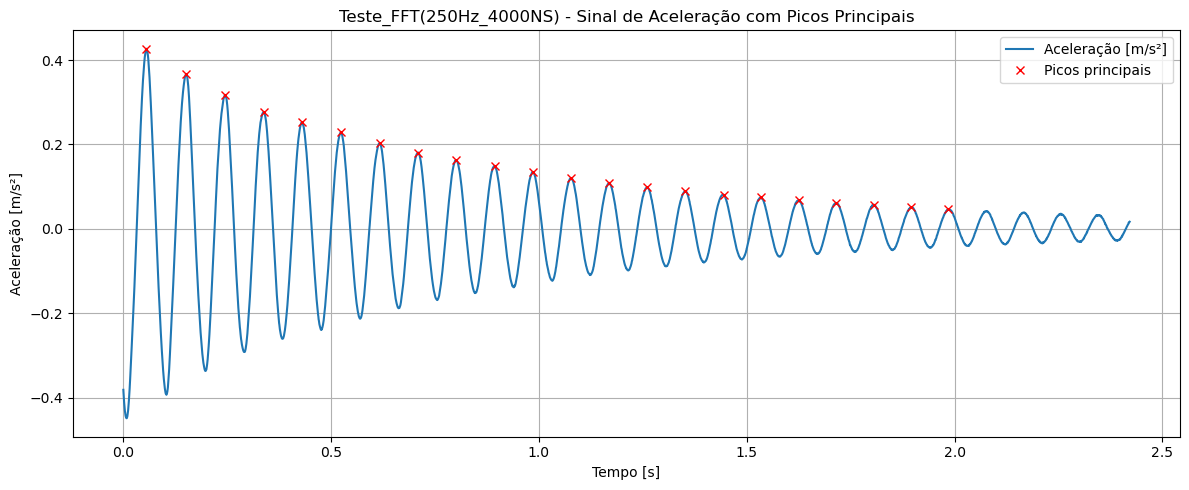 Teste_FFT(250Hz_4000NS) - Sinal de Aceleração com Picos Principais
Aceleração [m/s²]
Picos principais
Aceleração [m/s²]
0.4
0.2
0.0
−0.2
−0.4
0.0 0.5 1.0 1.5 2.0 2.5
Tempo [s]